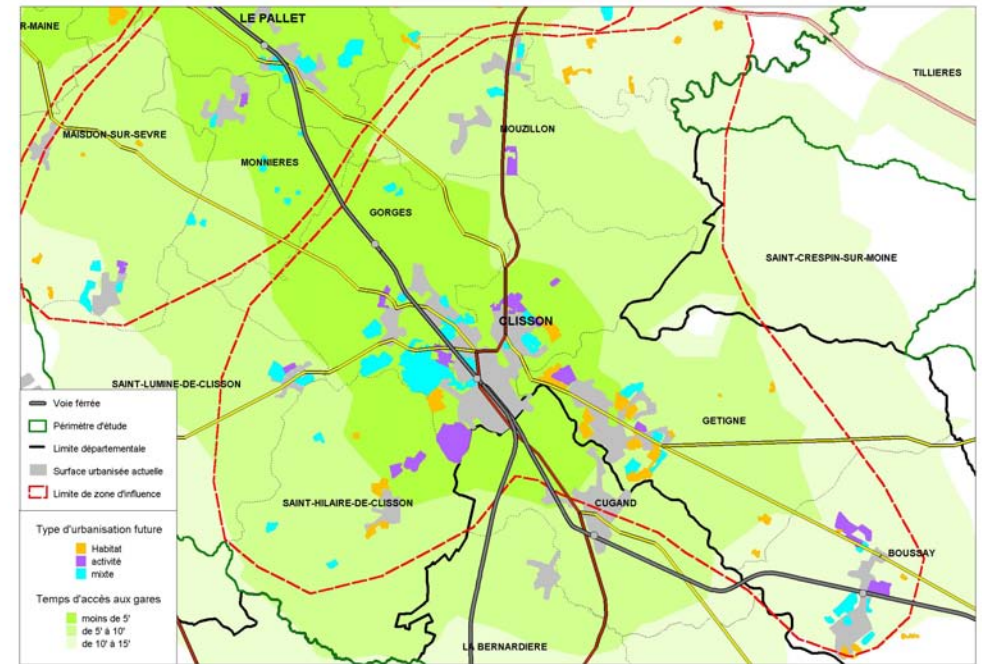 LE PALLET
R-MAINE
TILLIERES
MOUZILLON
MAISDON-SUR-SEVRE
MONNIERES
GORGES
SAINT-CRESPIN-SUR-MOINE
CLISSON
SAINT-LUMINE-DE-CLISSON
GETIGNE
SAINT-HILAIRE-DE-CLISSON
CUGAND
BOUSSAY
LA BERNARDIERE
Voie férrée
Périmètre d'étude
Limite départementale
Surface urbanisée actuelle
Limite de zone d'influence
Type d'urbanisation future
Habitat
activité
mixte
Temps d'accès aux gares
moins de 5'
de 5' à 10'
de 10' à 15'